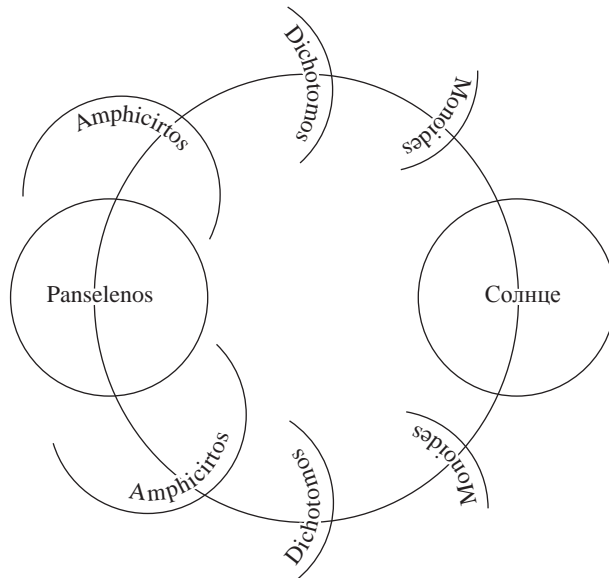 Dichotomos
Monoides
Amphicirtos
Panselenos
Солнце
Amphicirtos
Dichotomos
Monoides